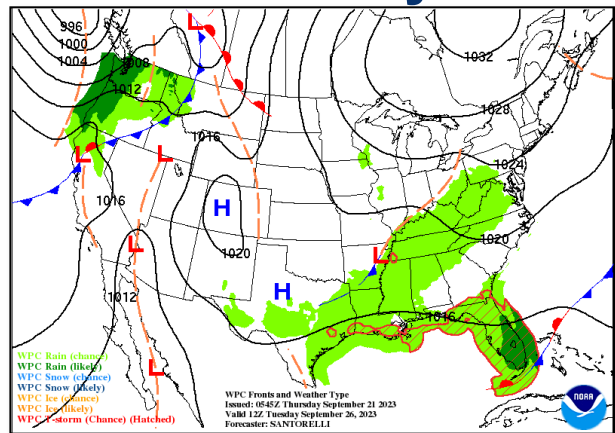 996
1000
1004
1008
1012
L
1032
1028
1016
1024
L
L
1016
H
1020
1020
L
L
H
1012
1016
L
WPC Rain (chance)
WPC Rain (likely)
WPC Snow (chance)
WPC Snow (likely)
WPC Ice (chance)
WPC Ice (likely)
WPC T-storm (Chance) (Hatched)
WPC Fronts and Weather Type
Issued: 0545Z Thursday September 21 2023
Valid 12Z Tuesday September 26, 2023
Forecaster: SANTORELLI
NOAA